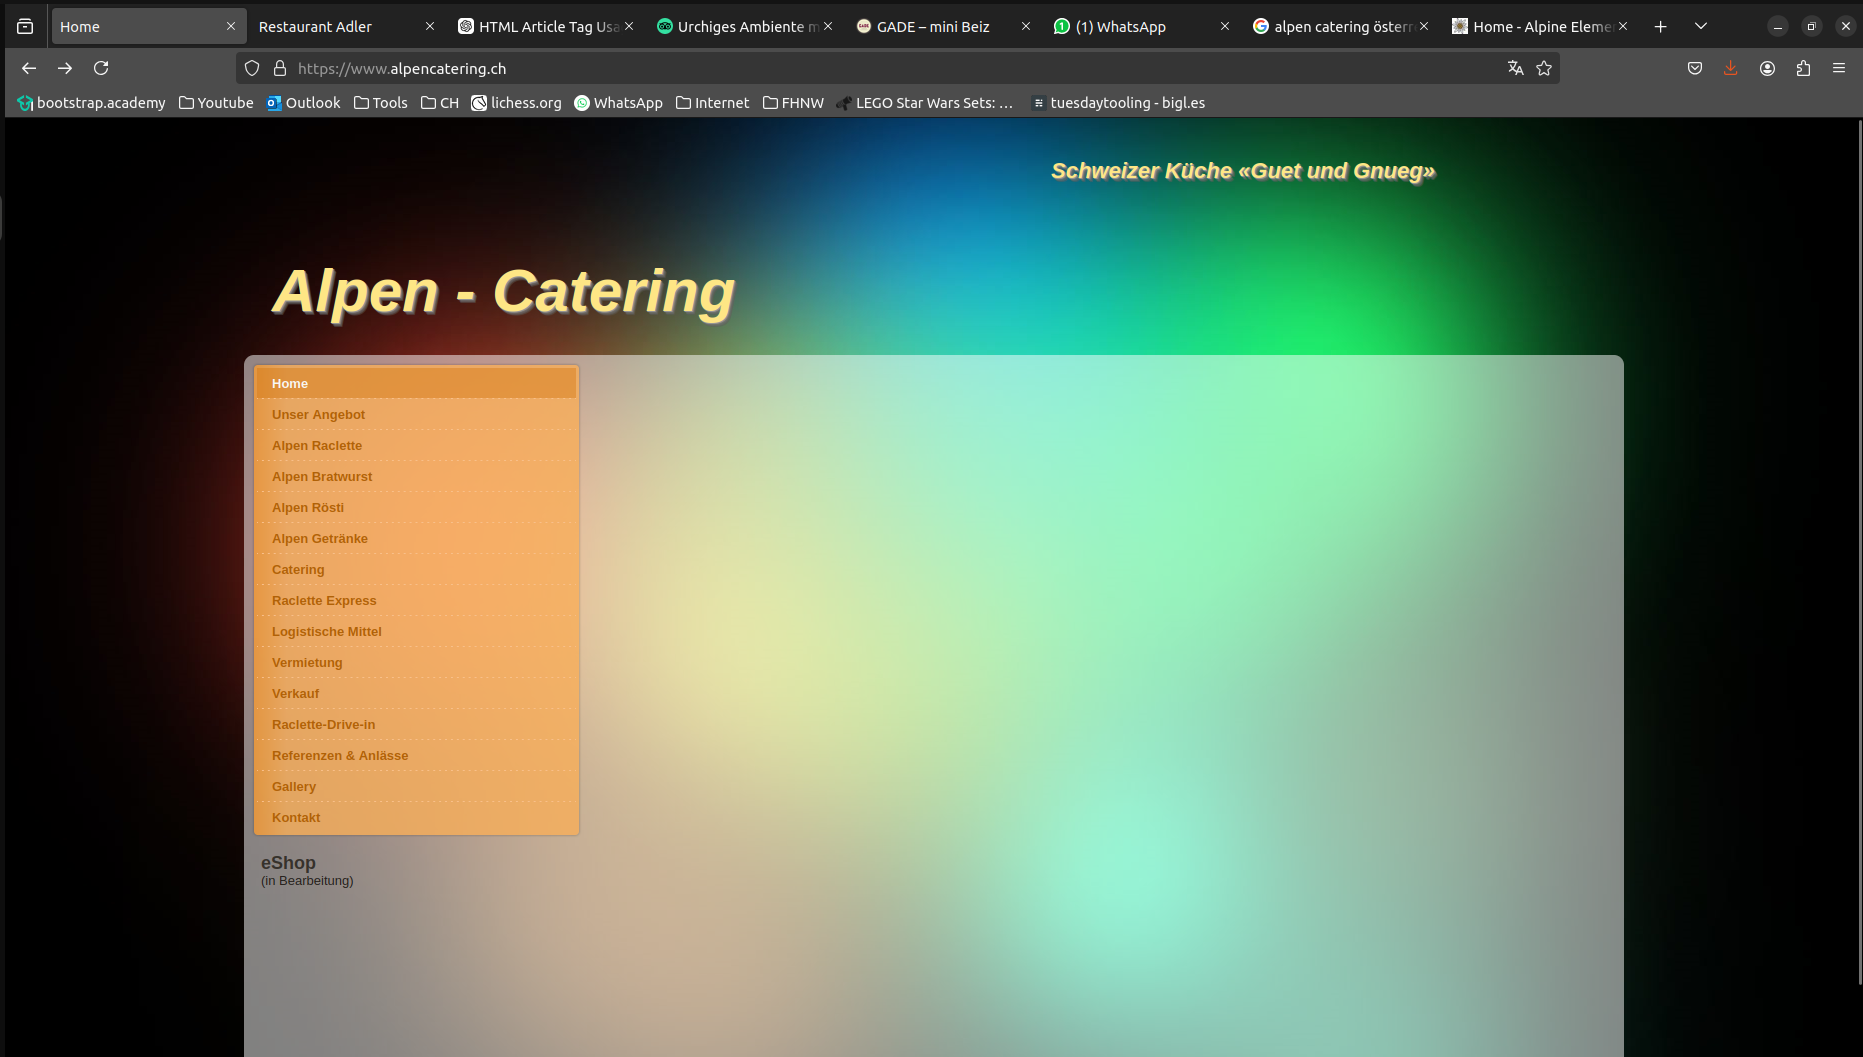 Home
Restaurant Adler
HTML Article Tag Usa
Urchiges Ambiente m
GADE – mini Beiz
(1) WhatsApp
alpen catering österr
Home - Alpine Eleme
https://www.alpencatering.ch
bootstrap.academy
Youtube
Outlook
Tools
CH
lichess.org
WhatsApp
Internet
FHNW
LEGO Star Wars Sets: …
tuesdaytooling - bigl.es
Schweizer Küche «Guet und Gnueg»
Alpen - Catering
Home
Unser Angebot
Alpen Raclette
Alpen Bratwurst
Alpen Rösti
Alpen Getränke
Catering
Raclette Express
Logistische Mittel
Vermietung
Verkauf
Raclette-Drive-in
Referenzen & Anlässe
Gallery
Kontakt
eShop
(in Bearbeitung)